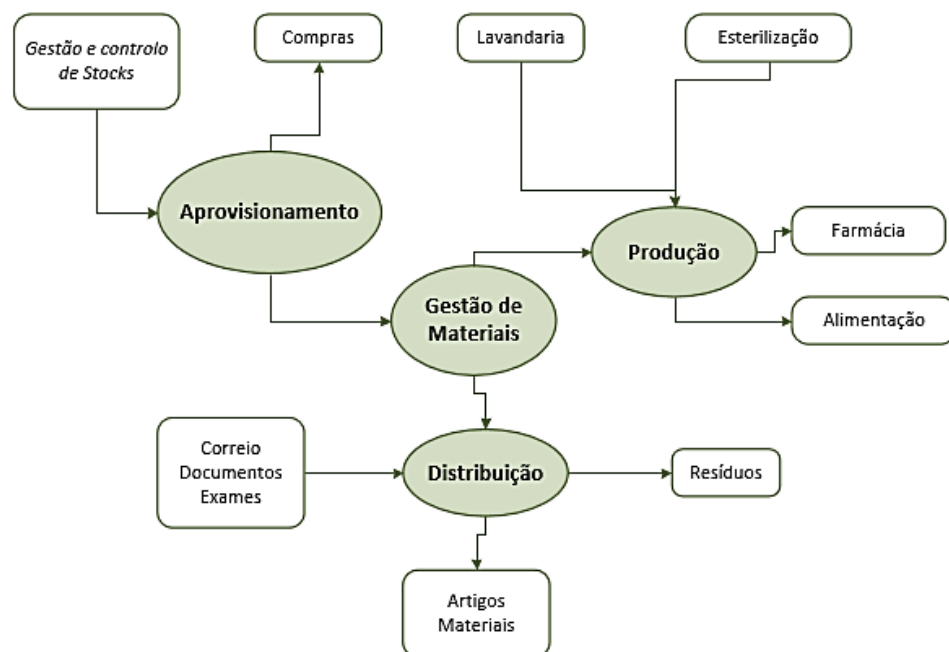 Gestão e controlo
de Stocks
Compras
Lavandaria
Esterilização
Aprovisionamento
Produção
Farmácia
Gestão de
Materiais
Alimentação
Correio
Documentos
Exames
Distribuição
Resíduos
Artigos
Materiais